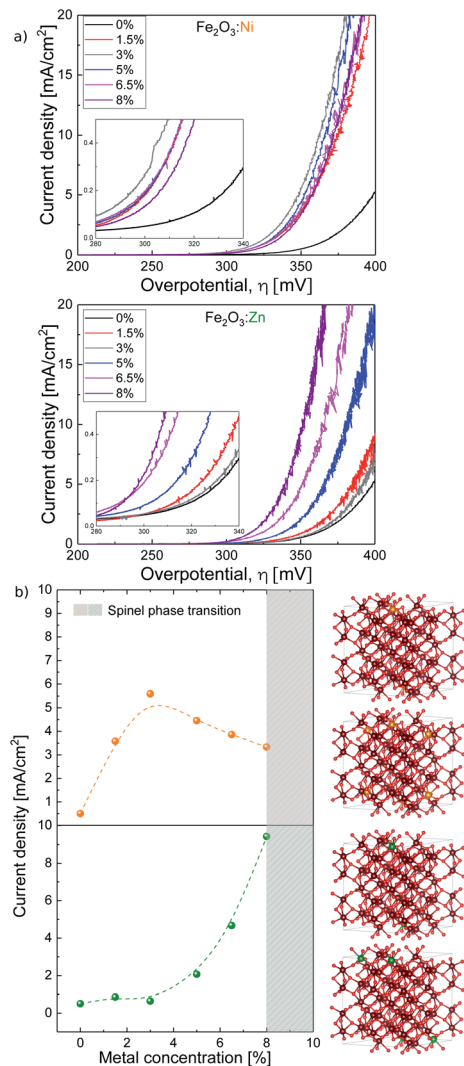 a)
Fe₂O₃:Ni
0%
1.5%
3%
5%
6.5%
8%
Current density [mA/cm²]
20
15
10
5
0
0.4
0.2
0.0
280 300 320 340
200 250 300 350 400
Overpotential, η [mV]
Fe₂O₃:Zn
0%
1.5%
3%
5%
6.5%
8%
Current density [mA/cm²]
20
15
10
5
0
0.4
0.2
0.0
280 300 320 340
200 250 300 350 400
Overpotential, η [mV]
b)
Spinel phase transition
Current density [mA/cm²]
10
9
8
7
6
5
4
3
2
1
10
8
6
4
2
0
0 2 4 6 8 10
Metal concentration [%]